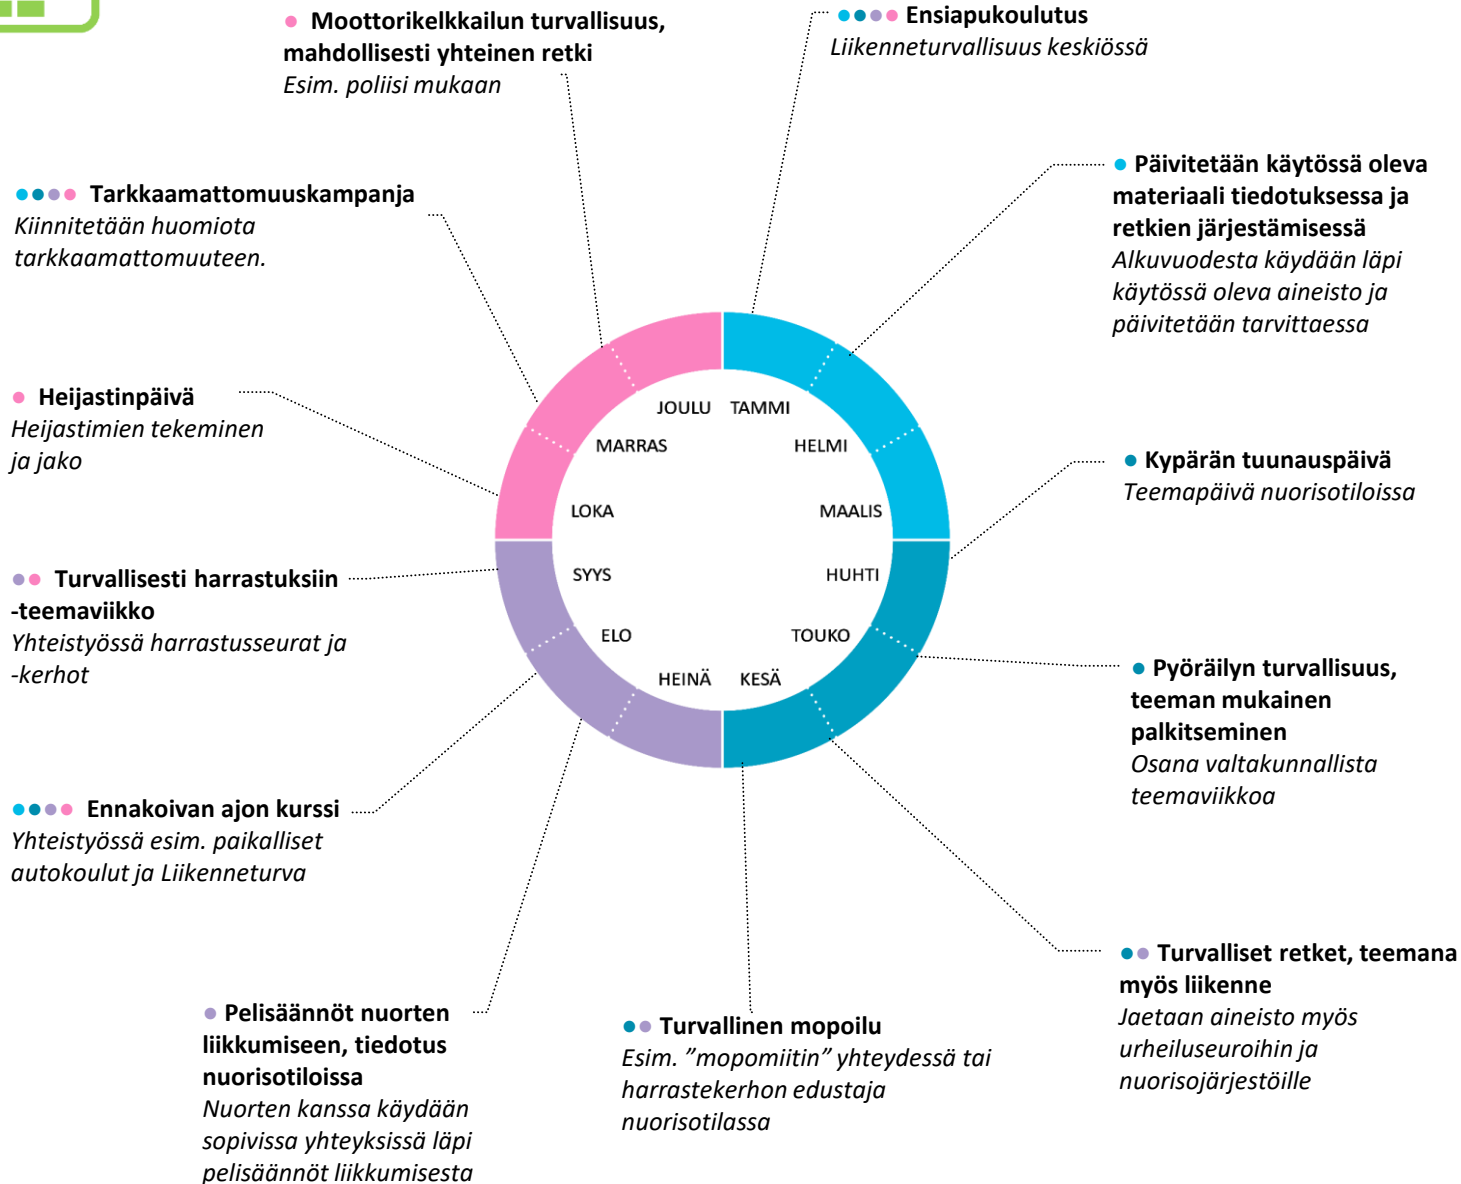 Moottorikelkkailun turvallisuus,
mahdollisesti yhteinen retki
Esim. poliisi mukaan
Ensiapukoulutus
Liikenneturvallisuus keskiössä
Tarkkaamattomuuskampanja
Kiinnitetään huomiota
tarkkaamattomuuteen.
Päivitetään käytössä oleva
materiaali tiedotuksessa ja
retkien järjestämisessä
Alkuvuodesta käydään läpi
käytössä oleva aineisto ja
päivitetään tarvittaessa
Heijastinpäivä
Heijastimien tekeminen
ja jako
Kypärän tuunauspäivä
Teemapäivä nuorisotiloissa
JOULU
TAMMI
MARRAS
HELMI
LOKA
MAALIS
SYYS
HUHTI
ELO
TOUKO
HEINÄ
KESÄ
Turvallisesti harrastuksiin
-teemaviikko
Yhteistyössä harrastusseurat ja
-kerhot
Pyöräilyn turvallisuus,
teeman mukainen
palkitseminen
Osana valtakunnallista
teemaviikkoa
Ennakoivan ajon kurssi
Yhteistyössä esim. paikalliset
autokoulut ja Liikenneturva
Turvalliset retket, teemana
myös liikenne
Jaetaan aineisto myös
urheiluseuroihin ja
nuorisojärjestöille
Pelisäännöt nuorten
liikkumiseen, tiedotus
nuorisotiloissa
Nuorten kanssa käydään
sopivissa yhteyksissä läpi
pelisäännöt liikkumisesta
Turvallinen mopoilu
Esim. ”mopomiitin” yhteydessä tai
harrastekerhon edustaja
nuorisotilassa